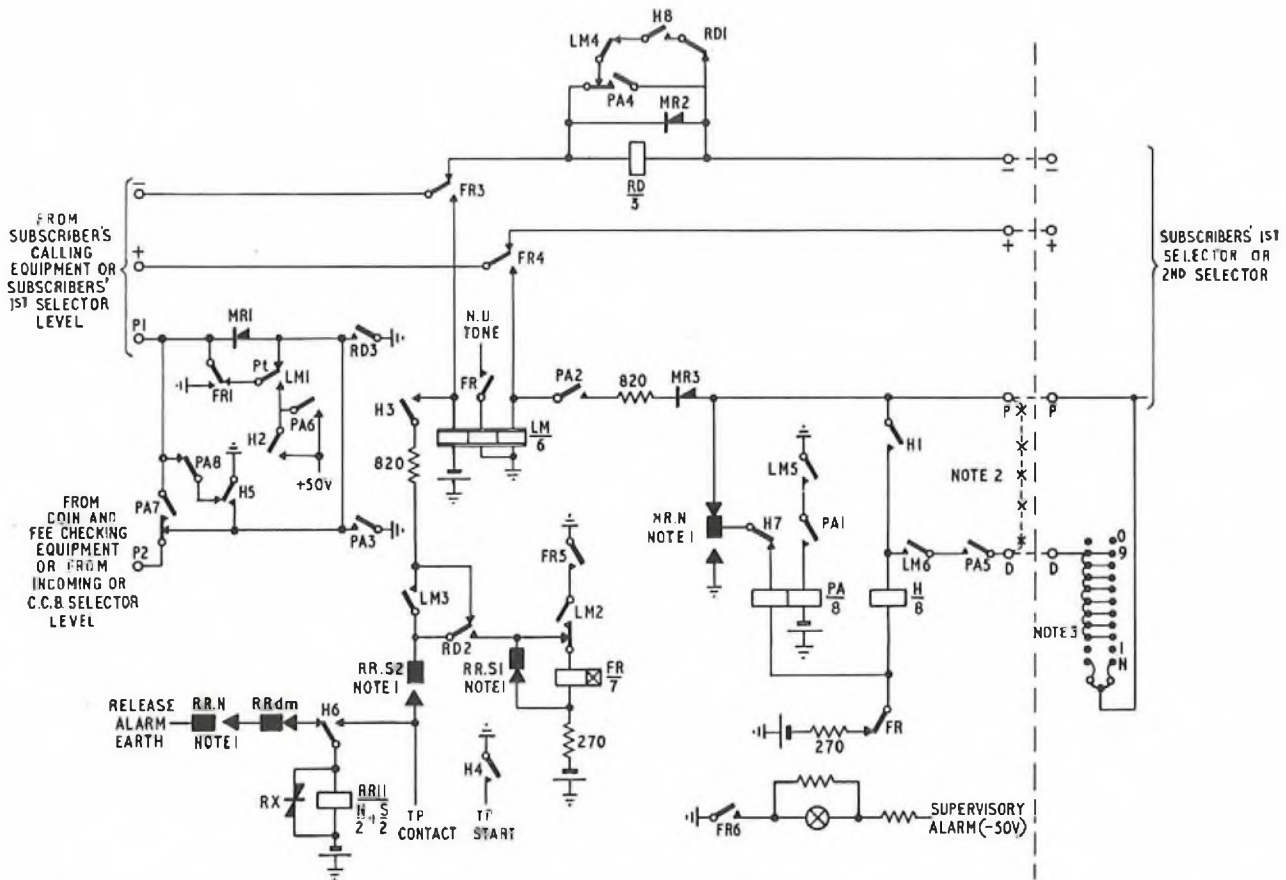 H8
LM4
RD1
PA4
MR2
RD
3
FR3
FR4
−
+
P1
FROM
SUBSCRIBER'S
CALLING
EQUIPMENT OR
SUBSCRIBERS'
1ST SELECTOR
LEVEL
−
−
+
+
SUBSCRIBERS' 1ST
SELECTOR OR
2ND SELECTOR
MR1
RD3
Pt
LM1
FR1
PA6
H2
+50V
PA8
H5
PA7
PA3
P2
FROM
COIN AND
FEE CHECKING
EQUIPMENT
OR FROM
INCOMING OR
C.C.B. SELECTOR
LEVEL
N.U.
TONE
FR
H3
820
LM
6
PA2
820
MR3
P
P
H1
NOTE 2
LM5
PA1
RR.N
NOTE 1
H7
PA
8
H
8
LM6
PA5
D
D
0
9
1
N
NOTE 3
LM3
RD2
FR5
LM2
FR
7
RR.S2
NOTE 1
RR.S1
NOTE 1
270
RELEASE
ALARM
EARTH
RR.N
NOTE 1
RRdm
H6
RX
RR11
N + S
2 2
TP
CONTACT
H4
TP
START
FR
270
FR6
SUPERVISORY
ALARM (-50V)